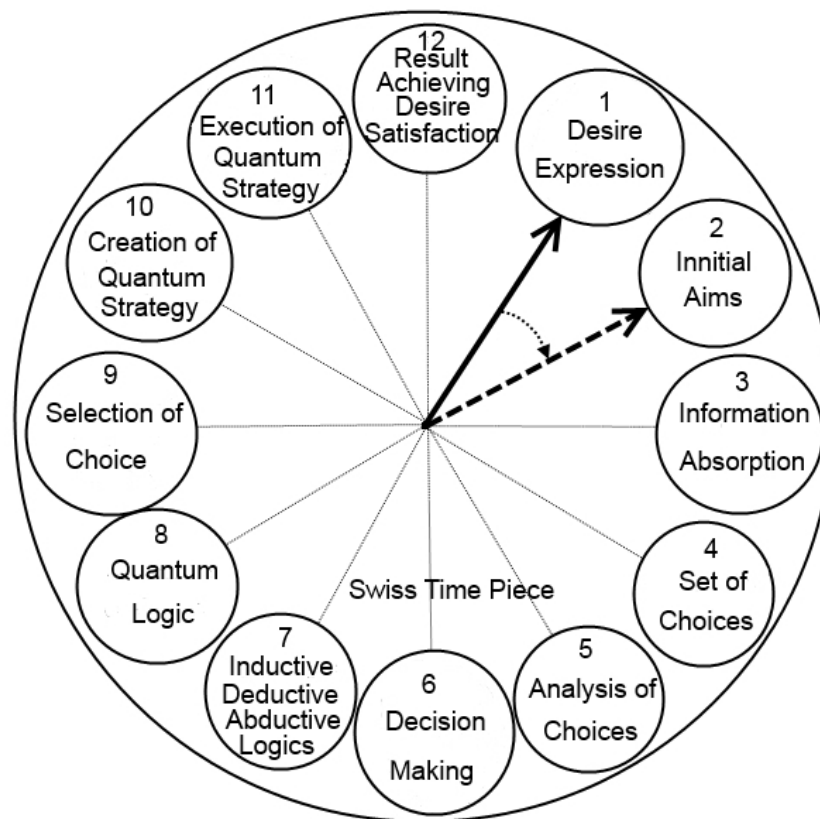 12
Result
Achieving
Desire
Satisfaction
1
Desire
Expression
2
Innitial
Aims
3
Information
Absorption
4
Set of
Choices
5
Analysis of
Choices
6
Decision
Making
7
Inductive
Deductive
Abductive
Logics
8
Quantum
Logic
9
Selection of
Choice
10
Creation of
Quantum
Strategy
11
Execution of
Quantum
Strategy
Swiss Time Piece